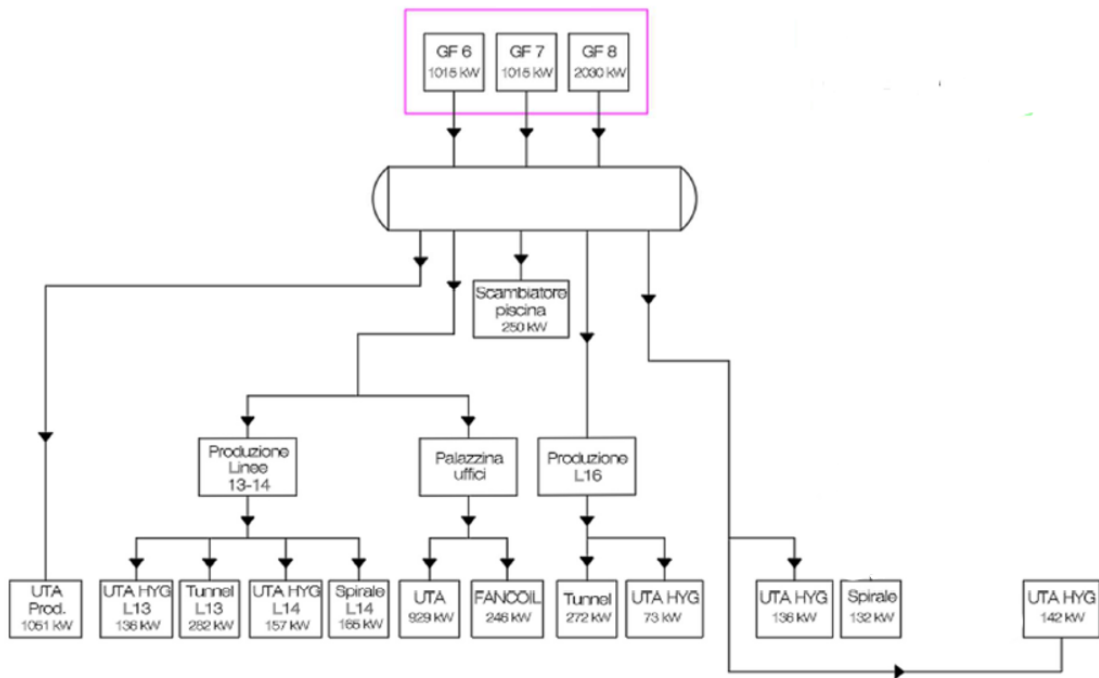 GF 6
1015 kW
GF 7
1015 kW
GF 8
2030 kW
Scambiatore
piscina
250 kW
Produzione
Linee
13-14
Palazzina
uffici
Produzione
L16
UTA
Prod.
1061 kW
UTA HYG
L13
136 kW
Tunnel
L13
282 kW
UTA HYG
L14
157 kW
Spirale
L14
165 kW
UTA
929 kW
FANCOIL
246 kW
Tunnel
272 kW
UTA HYG
73 kW
UTA HYG
136 kW
Spirale
132 kW
UTA HYG
142 kW